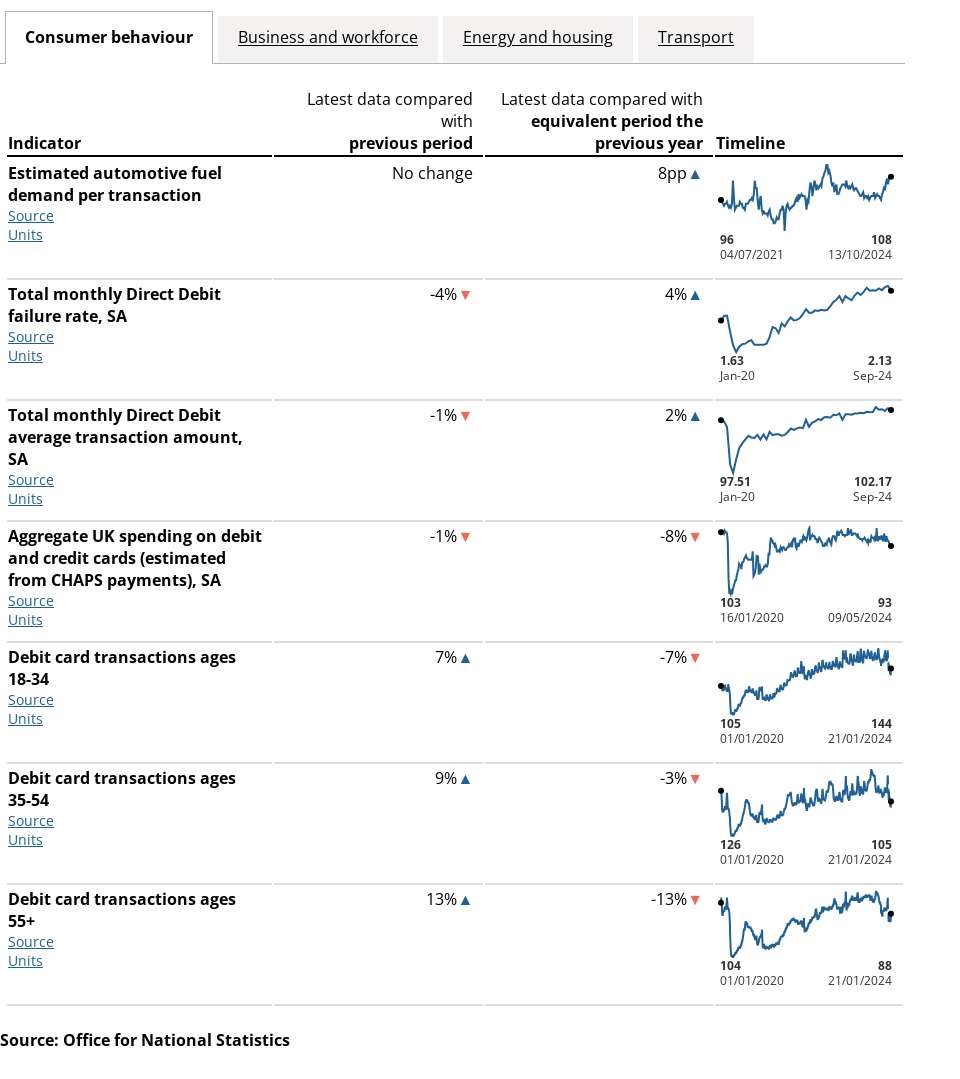 Consumer behaviour
Business and workforce
Energy and housing
Transport
Indicator
Latest data compared
with
previous period
Latest data compared with
equivalent period the
previous year
Timeline
Estimated automotive fuel
demand per transaction
Source
Units
No change
8pp▲
96
108
04/07/2021
13/10/2024
Total monthly Direct Debit
failure rate, SA
Source
Units
-4%▼
4%▲
1.63
2.13
Jan-20
Sep-24
Total monthly Direct Debit
average transaction amount,
SA
Source
Units
-1%▼
2%▲
97.51
102.17
Jan-20
Sep-24
Aggregate UK spending on debit
and credit cards (estimated
from CHAPS payments), SA
Source
Units
-1%▼
-8%▼
103
93
16/01/2020
09/05/2024
Debit card transactions ages
18-34
Source
Units
7%▲
-7%▼
105
144
01/01/2020
21/01/2024
Debit card transactions ages
35-54
Source
Units
9%▲
-3%▼
126
105
01/01/2020
21/01/2024
Debit card transactions ages
55+
Source
Units
13%▲
-13%▼
104
88
01/01/2020
21/01/2024
Source: Office for National Statistics